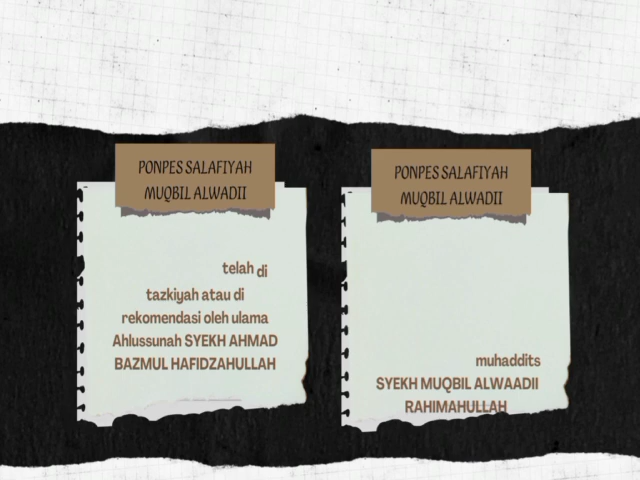 PONPES SALAFIYAH
MUQBIL ALWADII
telah di
tazkiyah atau di
rekomendasi oleh ulama
Ahlussunah SYEKH AHMAD
BAZMUL HAFIDZAHULLAH
PONPES SALAFIYAH
MUQBIL ALWADII
muhaddits
SYEKH MUQBIL ALWAADII
RAHIMAHULLAH